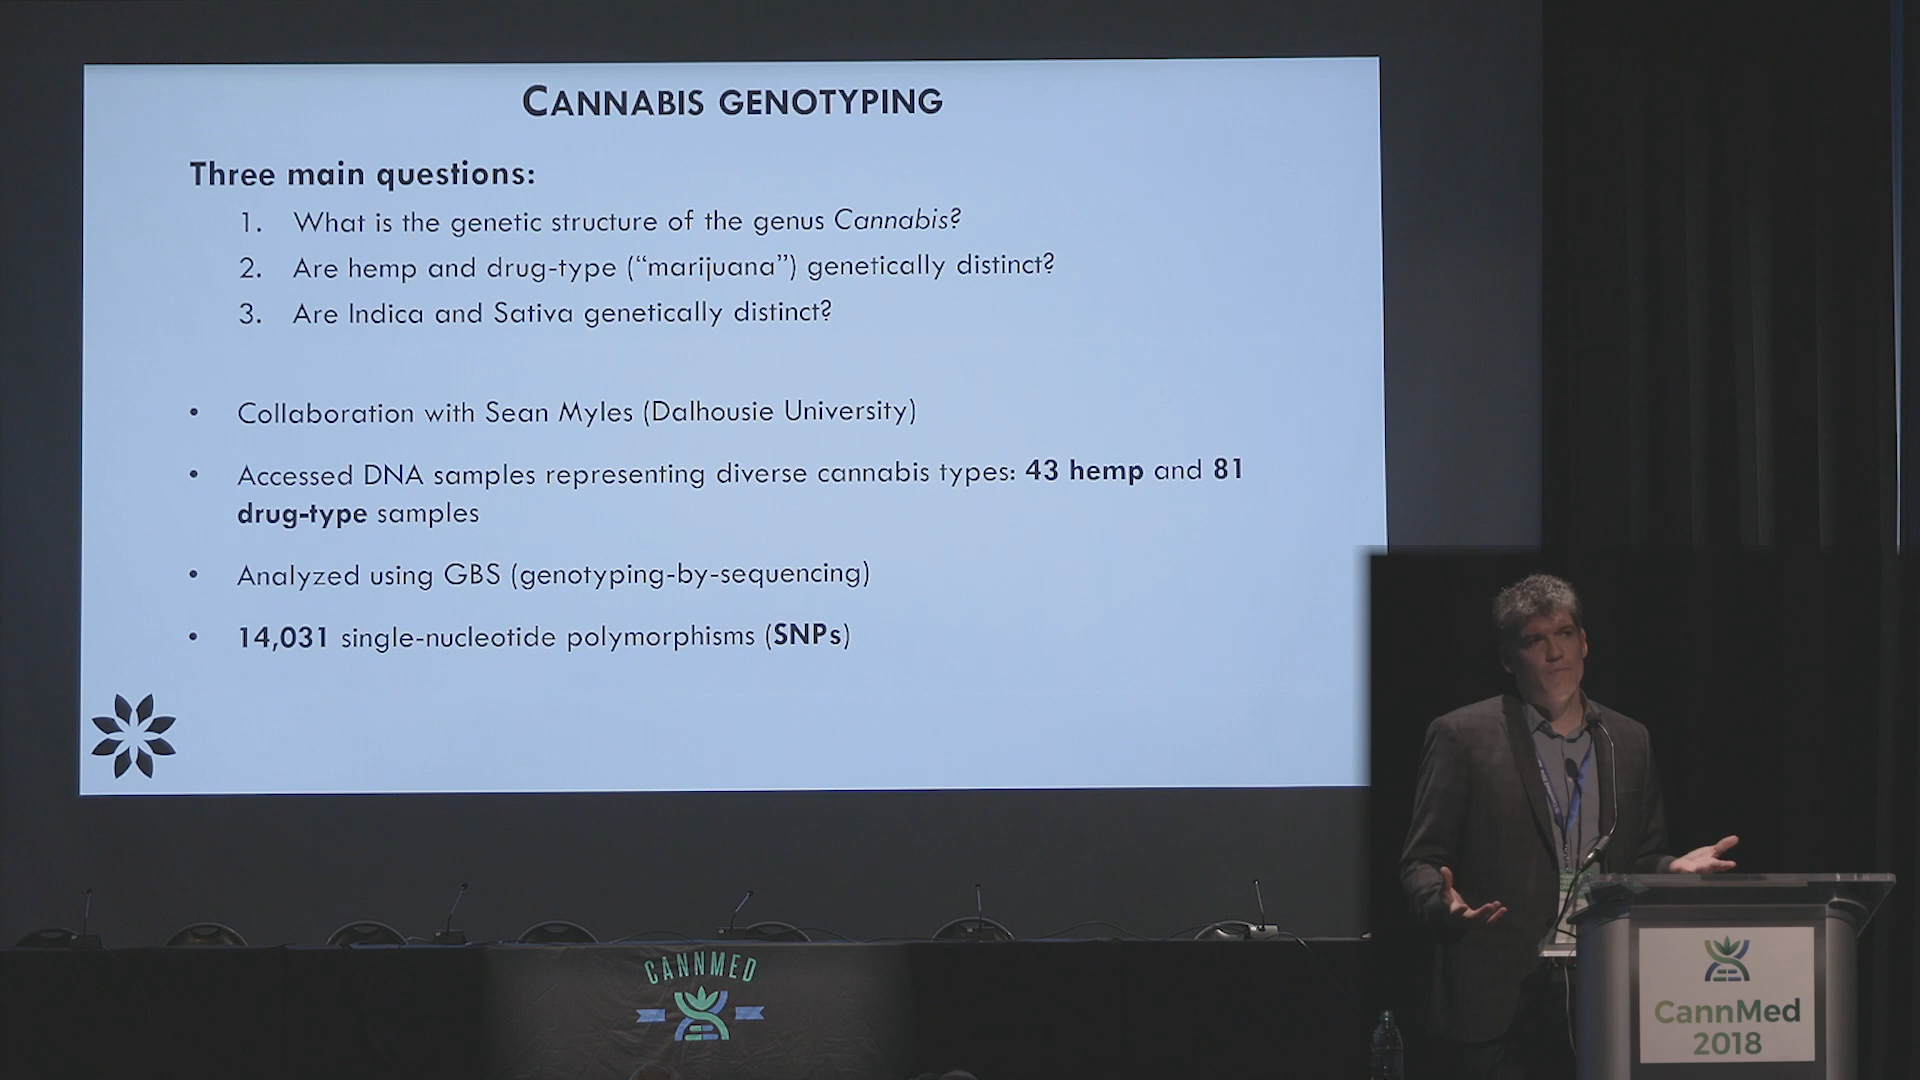 CANNABIS GENOTYPING
Three main questions:
1. What is the genetic structure of the genus Cannabis?
2. Are hemp and drug-type (“marijuana”) genetically distinct?
3. Are Indica and Sativa genetically distinct?
• Collaboration with Sean Myles (Dalhousie University)
• Accessed DNA samples representing diverse cannabis types: 43 hemp and 81
drug-type samples
• Analyzed using GBS (genotyping-by-sequencing)
• 14,031 single-nucleotide polymorphisms (SNPs)
CANNMED
CannMed
2018